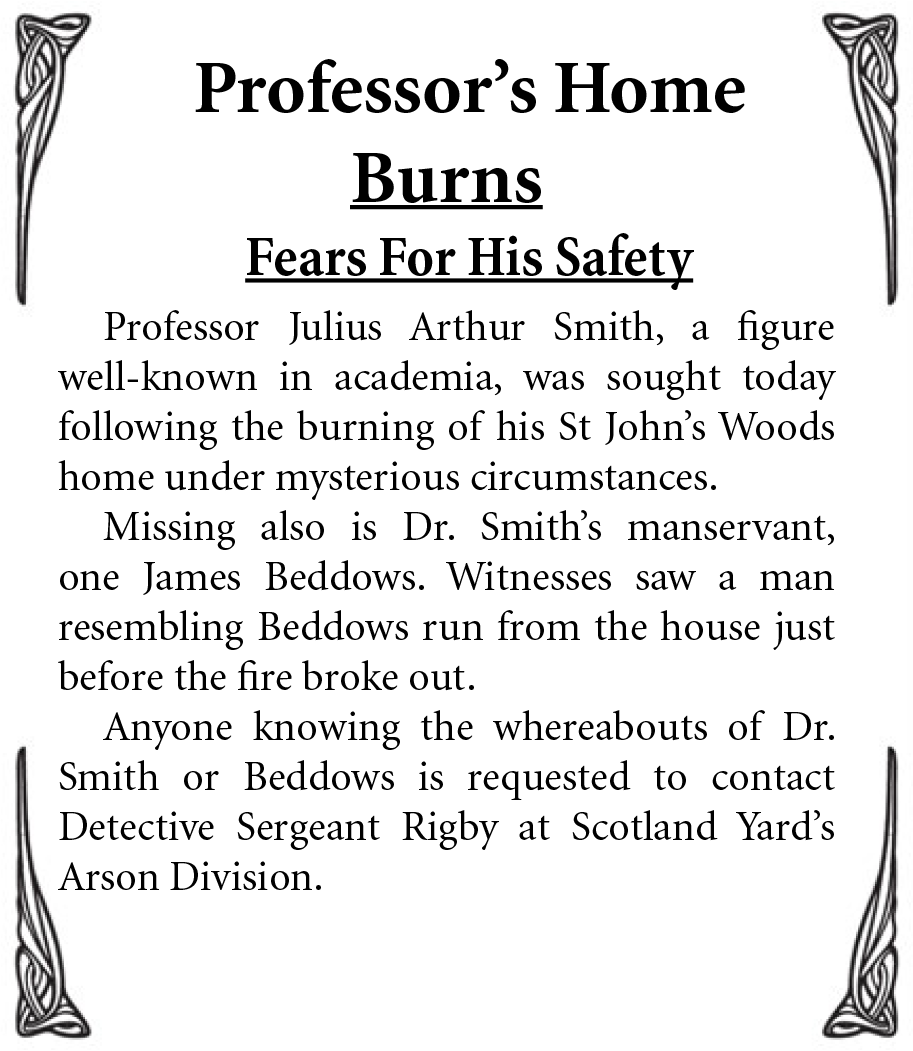 Professor’s Home
Burns
Fears For His Safety
Professor Julius Arthur Smith, a figure
well-known in academia, was sought today
following the burning of his St John’s Woods
home under mysterious circumstances.
Missing also is Dr. Smith’s manservant,
one James Beddows. Witnesses saw a man
resembling Beddows run from the house just
before the fire broke out.
Anyone knowing the whereabouts of Dr.
Smith or Beddows is requested to contact
Detective Sergeant Rigby at Scotland Yard’s
Arson Division.